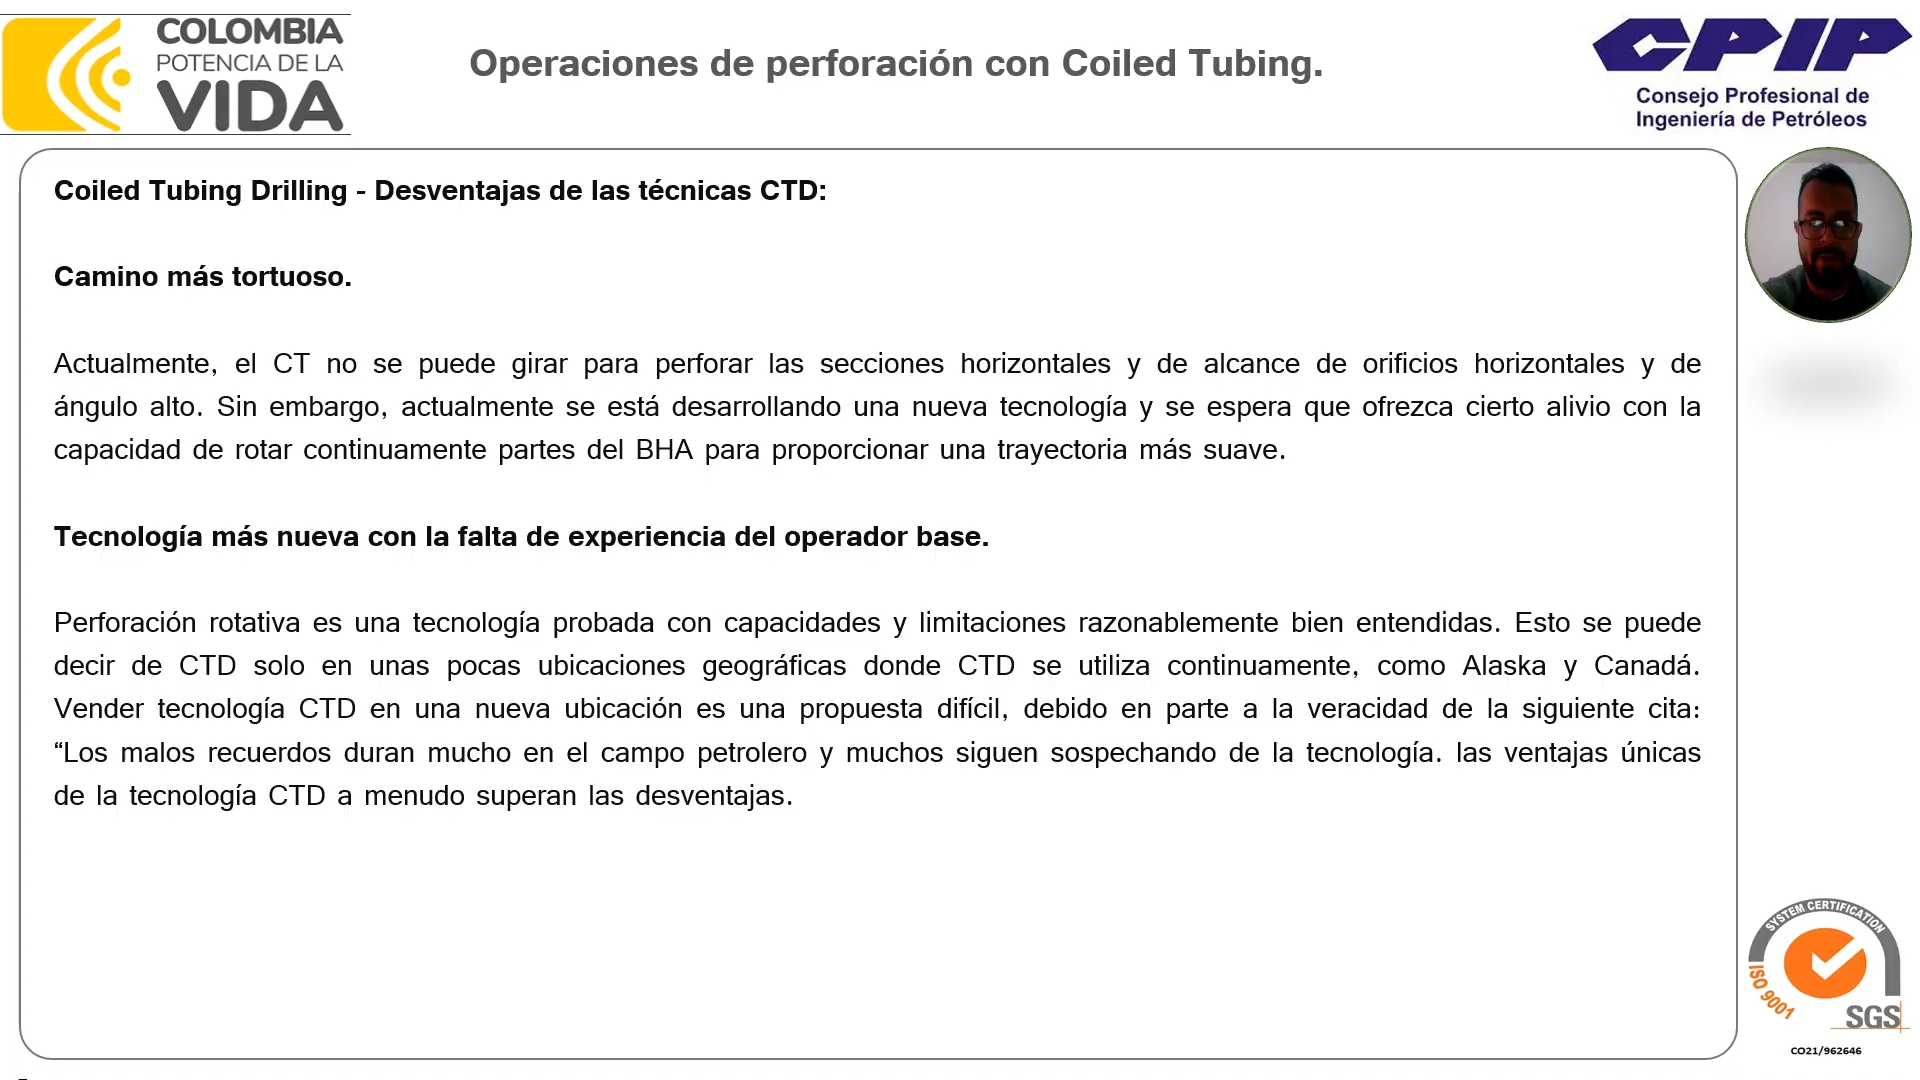 COLOMBIA
POTENCIA DE LA
VIDA
Operaciones de perforación con Coiled Tubing.
CPIP
Consejo Profesional de
Ingeniería de Petróleos
Coiled Tubing Drilling - Desventajas de las técnicas CTD:
Camino más tortuoso.
Actualmente, el CT no se puede girar para perforar las secciones horizontales y de alcance de orificios horizontales y de
ángulo alto. Sin embargo, actualmente se está desarrollando una nueva tecnología y se espera que ofrezca cierto alivio con la
capacidad de rotar continuamente partes del BHA para proporcionar una trayectoria más suave.
Tecnología más nueva con la falta de experiencia del operador base.
Perforación rotativa es una tecnología probada con capacidades y limitaciones razonablemente bien entendidas. Esto se puede
decir de CTD solo en unas pocas ubicaciones geográficas donde CTD se utiliza continuamente, como Alaska y Canadá.
Vender tecnología CTD en una nueva ubicación es una propuesta difícil, debido en parte a la veracidad de la siguiente cita:
“Los malos recuerdos duran mucho en el campo petrolero y muchos siguen sospechando de la tecnología. las ventajas únicas
de la tecnología CTD a menudo superan las desventajas.
SYSTEM CERTIFICATION
ISO 9001
SGS
CO21/962646